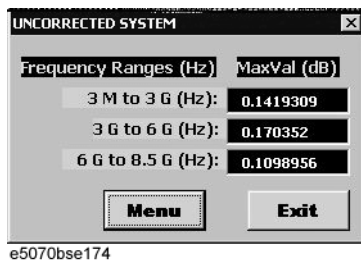 UNCORRECTED SYSTEM
Frequency Ranges (Hz) MaxVal (dB)
3 M to 3 G (Hz): 0.1419309
3 G to 6 G (Hz): 0.170352
6 G to 8.5 G (Hz): 0.1098956
Menu Exit
e5070bse174